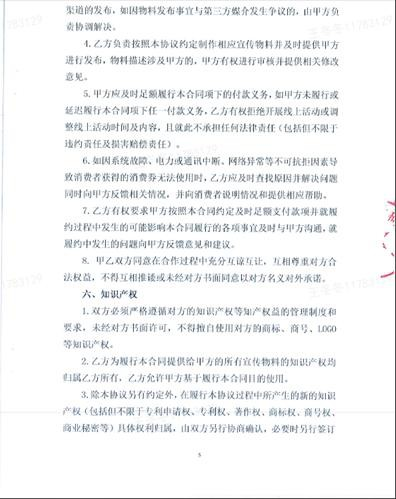 渠道的发布，如因物料发布事宜与第三方媒介发生争议的，由甲方负
责协调解决。
4.乙方负责按照本协议约定制作相应宣传物料并及时提供甲方
进行发布，物料描述涉及甲方的，甲方有权进行审核并提供相关修改
意见。
5.甲方应及时足额履行本合同项下的付款义务，如甲方未履行或
延迟履行本合同项下任一付款义务，乙方有权拒绝开展线上活动或调
整线上活动时间及内容，且就此不承担任何法律责任（包括但不限于
违约责任及损害赔偿责任）。
6.如因系统故障、电力或通讯中断、网络异常等不可抗拒因素导
致消费者获得的消费券无法使用时，乙方应及时查找原因并解决问题
同时向甲方反馈相关情况，并向消费者说明情况和提供相应帮助。
7.乙方有权要求甲方按照本合同约定及时足额支付款项并就履
约过程中发生的可能影响本合同履行的各项事宜及时与甲方沟通，就
履约中发生的问题向甲方反馈意见和建议。
8. 甲乙双方同意在合作过程中充分互谅互让，互相尊重对方合
法权益，不得互相推诿或未经对方书面同意以对方名义对外承诺。
六、知识产权
1.双方必须严格遵循对方的知识产权等知产权益的管理制度和
要求，未经对方书面许可，不得擅自使用对方的商标、商号、LOGO
等知识产权。
2.乙方为履行本合同提供给甲方的所有宣传物料的知识产权均
归属乙方所有，乙方允许甲方基于履行本合同目的使用。
3.除本协议另有约定外，在履行本协议过程中所产生的新的知识
产权（包括但不限于专利申请权、专利权、著作权、商标权、商号权、
商业秘密等）具体权利归属，由双方另行协商确认，必要时另行签订
5